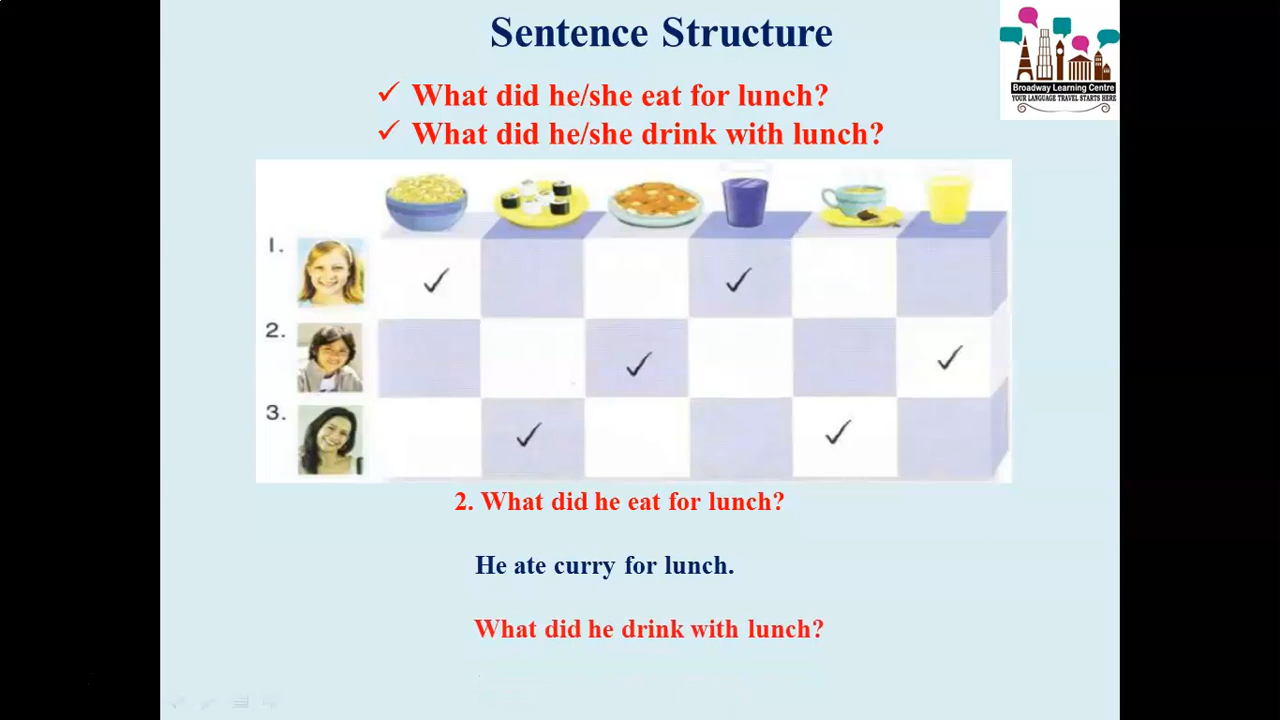 Sentence Structure
Broadway Learning Centre
YOUR LANGUAGE TRAVEL STARTS HERE
✓ What did he/she eat for lunch?
✓ What did he/she drink with lunch?
1.
2.
3.
2. What did he eat for lunch?
He ate curry for lunch.
What did he drink with lunch?